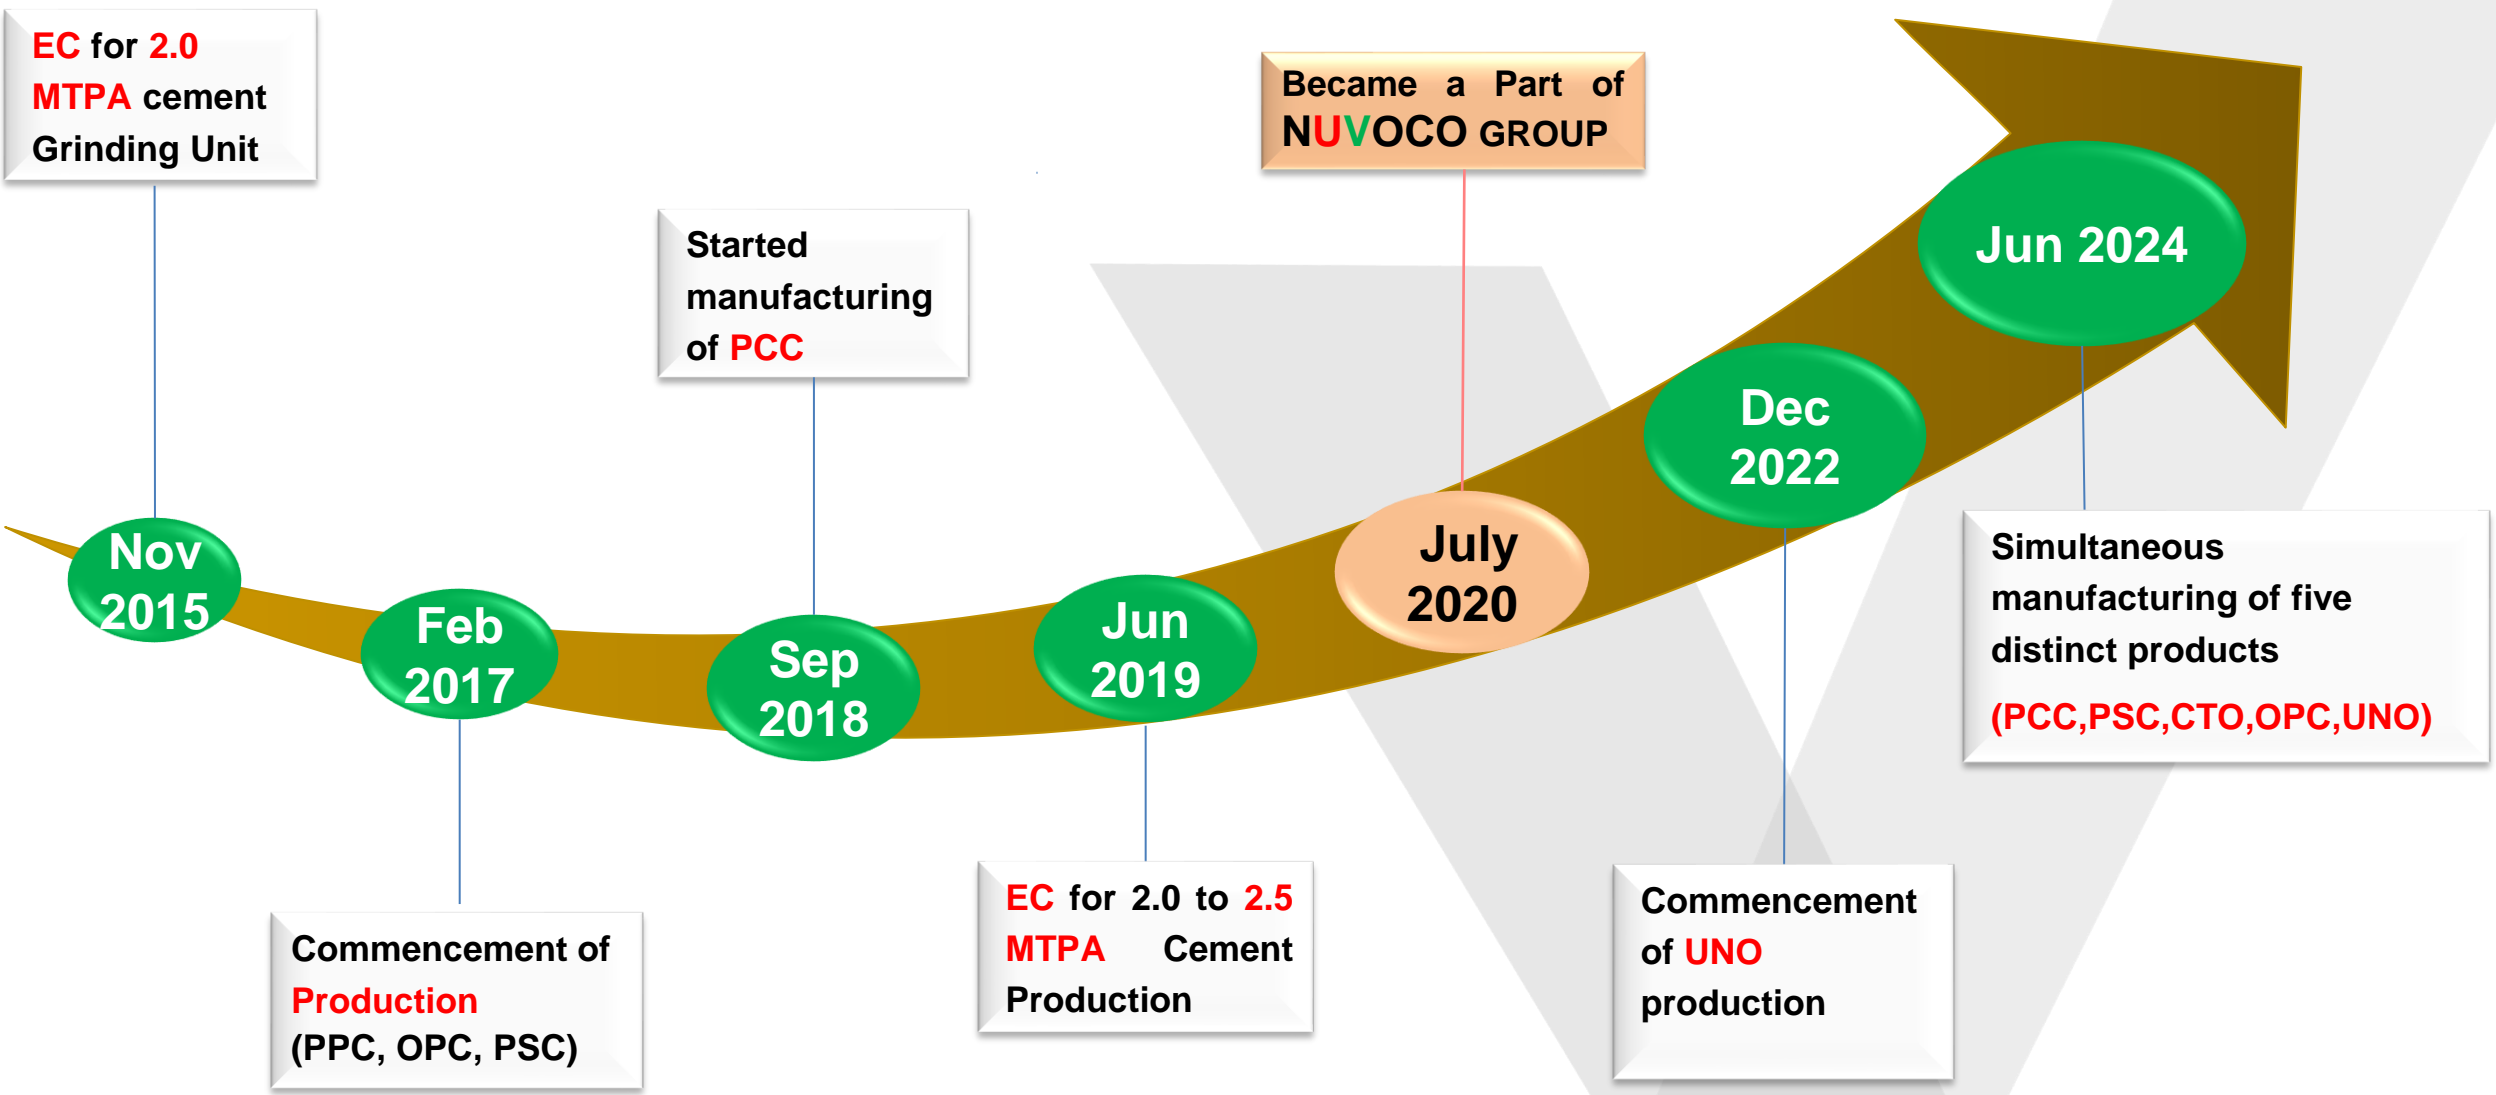 EC for 2.0
MTPA cement
Grinding Unit
Nov
2015
Feb
2017
Commencement of
Production
(PPC, OPC, PSC)
Started
manufacturing
of PCC
Sep
2018
Jun
2019
EC for 2.0 to 2.5
MTPA Cement
Production
Became a Part of
NUVOCO GROUP
July
2020
Dec
2022
Commencement
of UNO
production
Jun 2024
Simultaneous
manufacturing of five
distinct products
(PCC,PSC,CTO,OPC,UNO)